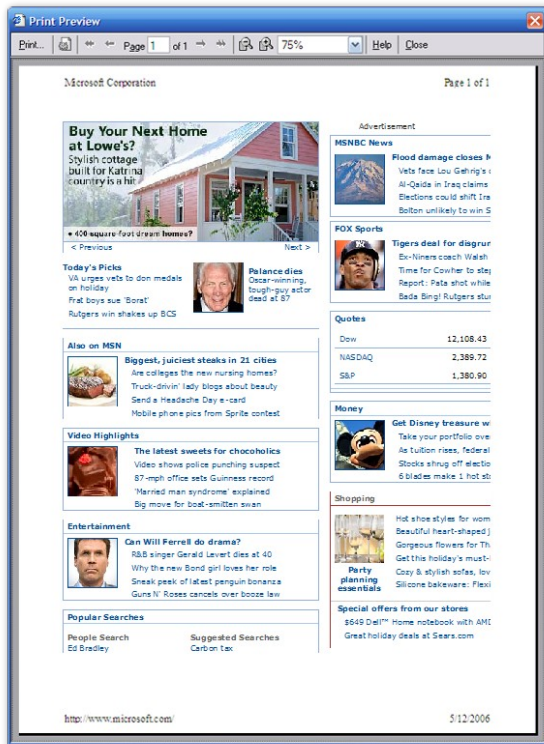 Print Preview
Print... Page 1 of 1 75% Help Close
Microsoft Corporation Page 1 of 1
Buy Your Next Home
at Lowe's?
Stylish cottage
built for Katrina
country is a hit
• 400-square-foot dream homes?
< Previous Next >
Today's Picks
VA urges vets to don medals
on holiday
Frat boys sue 'Borat'
Rutgers win shakes up BCS
Palance dies
Oscar-winning,
tough-guy actor
dead at 87
Also on MSN
Biggest, juiciest steaks in 21 cities
Are colleges the new nursing homes?
Truck-drivin' lady blogs about beauty
Send a Headache Day e-card
Mobile phone pics from Sprite contest
Video Highlights
The latest sweets for chocoholics
Video shows police punching suspect
87-mph office sets Guinness record
'Married man syndrome' explained
Big move for boat-smitten swan
Entertainment
Can Will Ferrell do drama?
R&B singer Gerald Levert dies at 40
Why the new Bond girl loves her role
Sneak peek of latest penguin bonanza
Guns N' Roses cancels over booze law
Popular Searches
People Search Suggested Searches
Ed Bradley Carbon tax
Advertisement
MSNBC News
Flood damage closes M
Vets face Lou Gehrig's
Al-Qaida in Iraq claims
Elections could shift Ira
Bolton unlikely to win S
FOX Sports
Tigers deal for disgrun
Ex-Niners coach Walsh
Time for Cowher to step
Report: Pata shot while
Bada Bing! Rutgers stun
Quotes
Dow 12,108.43
NASDAQ 2,389.72
S&P 1,380.90
Money
Get Disney treasure w
Take your portfolio ove
As tuition rises, federal
Stocks shrug off electio
6 blades make 1 hot st
Shopping
Hot shoe styles for wom
Beautiful heart-shaped j
Gorgeous flowers for Th
Get this holiday's must-
Cozy & stylish sofas, lov
Silicone bakeware: Flexi
Party
planning
essentials
Special offers from our stores
$649 Dell™ Home notebook with AMD
Great holiday deals at Sears.com
http://www.microsoft.com/ 5/12/2006